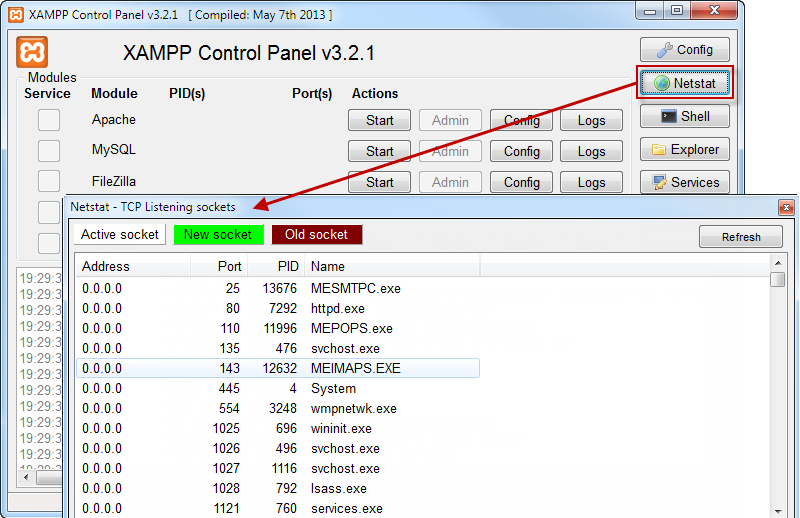 XAMPP Control Panel v3.2.1 [ Compiled: May 7th 2013 ]
XAMPP Control Panel v3.2.1
Config
Modules
Service Module PID(s) Port(s) Actions
Netstat
Apache Start Admin Config Logs
Shell
MySQL Start Admin Config Logs
Explorer
FileZilla Start Admin Config Logs
Services
Netstat - TCP Listening sockets
Active socket New socket Old socket
Refresh
Address Port PID Name
0.0.0.0 25 13676 MESMTPC.exe
0.0.0.0 80 7292 httpd.exe
0.0.0.0 110 11996 MEPOPS.exe
0.0.0.0 135 476 svchost.exe
0.0.0.0 143 12632 MEIMAPS.EXE
0.0.0.0 445 4 System
0.0.0.0 554 3248 wmpnetwk.exe
0.0.0.0 1025 696 wininit.exe
0.0.0.0 1026 496 svchost.exe
0.0.0.0 1027 1116 svchost.exe
0.0.0.0 1028 792 lsass.exe
0.0.0.0 1121 760 services.exe
19:29:3
19:29:3
19:29:3
19:29:3
19:29:3
19:29:3
19:29:3
19:29:3
19:29:3
19:29:3
19:29:3
19:29:3